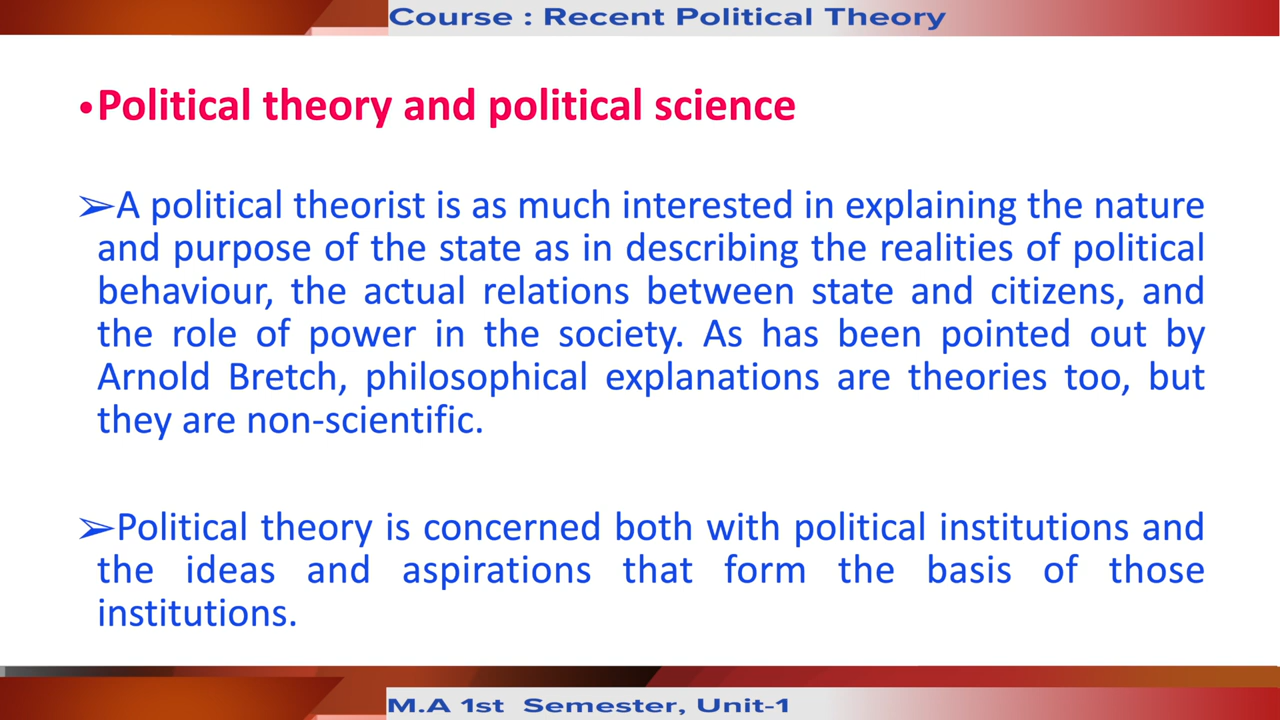 Course : Recent Political Theory
•Political theory and political science
➢A political theorist is as much interested in explaining the nature
and purpose of the state as in describing the realities of political
behaviour, the actual relations between state and citizens, and
the role of power in the society. As has been pointed out by
Arnold Bretch, philosophical explanations are theories too, but
they are non-scientific.
➢Political theory is concerned both with political institutions and
the ideas and aspirations that form the basis of those
institutions.
M.A 1st Semester, Unit-1